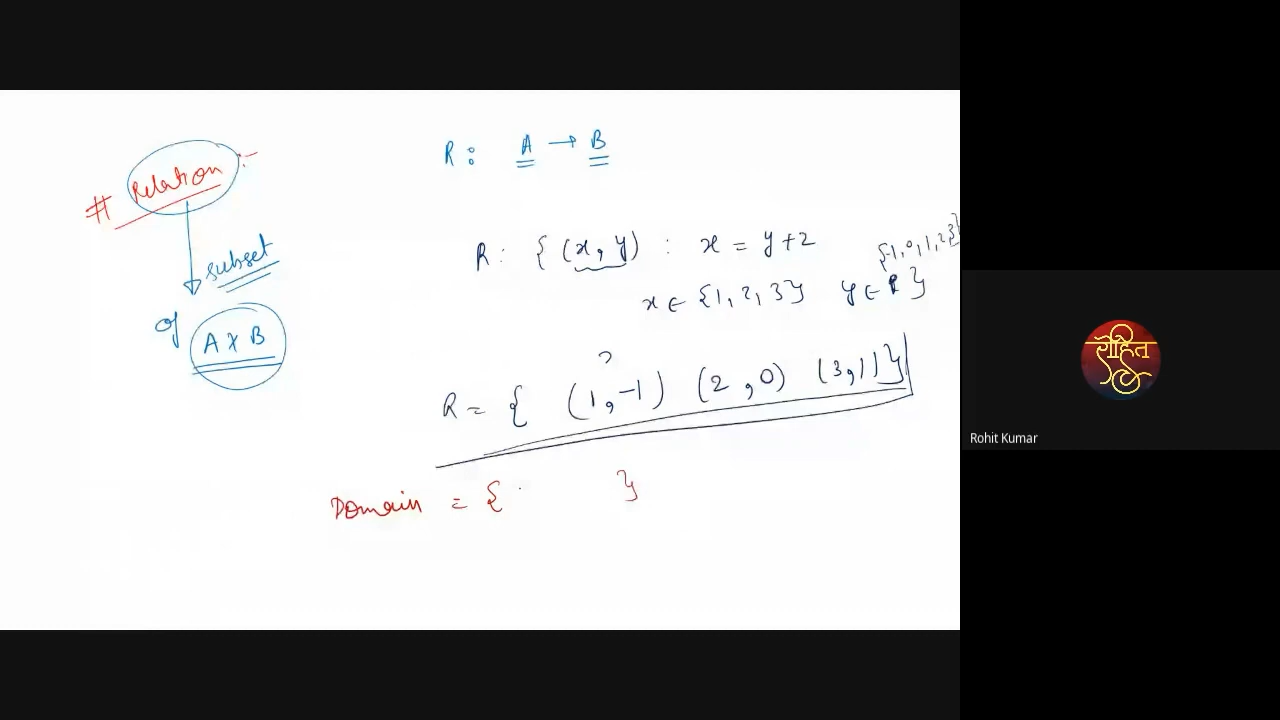 # Relation :-
R : A → B
subset
of A X B
R : { (x, y) : x = y+2
{-1, 0, 1, 2, 3}
x ∈ {1, 2, 3} y ∈ }
R = { (1, -1) (2, 0) (3, 1) }
Domain = { }
रोहित
Rohit Kumar